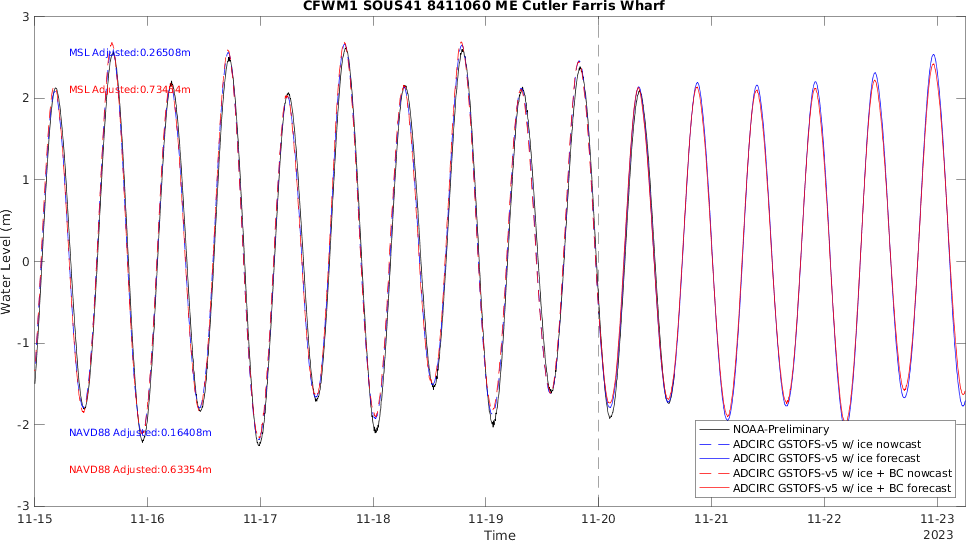 CFWM1 SOUS41 8411060 ME Cutler Farris Wharf
3
2
1
0
-1
-2
-3
Water Level (m)
MSL Adjusted:0.26508m
MSL Adjusted:0.73454m
NAVD88 Adjusted:0.16408m
NAVD88 Adjusted:0.63354m
NOAA-Preliminary
ADCIRC GSTOFS-v5 w/ ice nowcast
ADCIRC GSTOFS-v5 w/ ice forecast
ADCIRC GSTOFS-v5 w/ ice + BC nowcast
ADCIRC GSTOFS-v5 w/ ice + BC forecast
11-15 11-16 11-17 11-18 11-19 11-20 11-21 11-22 11-23
Time
2023